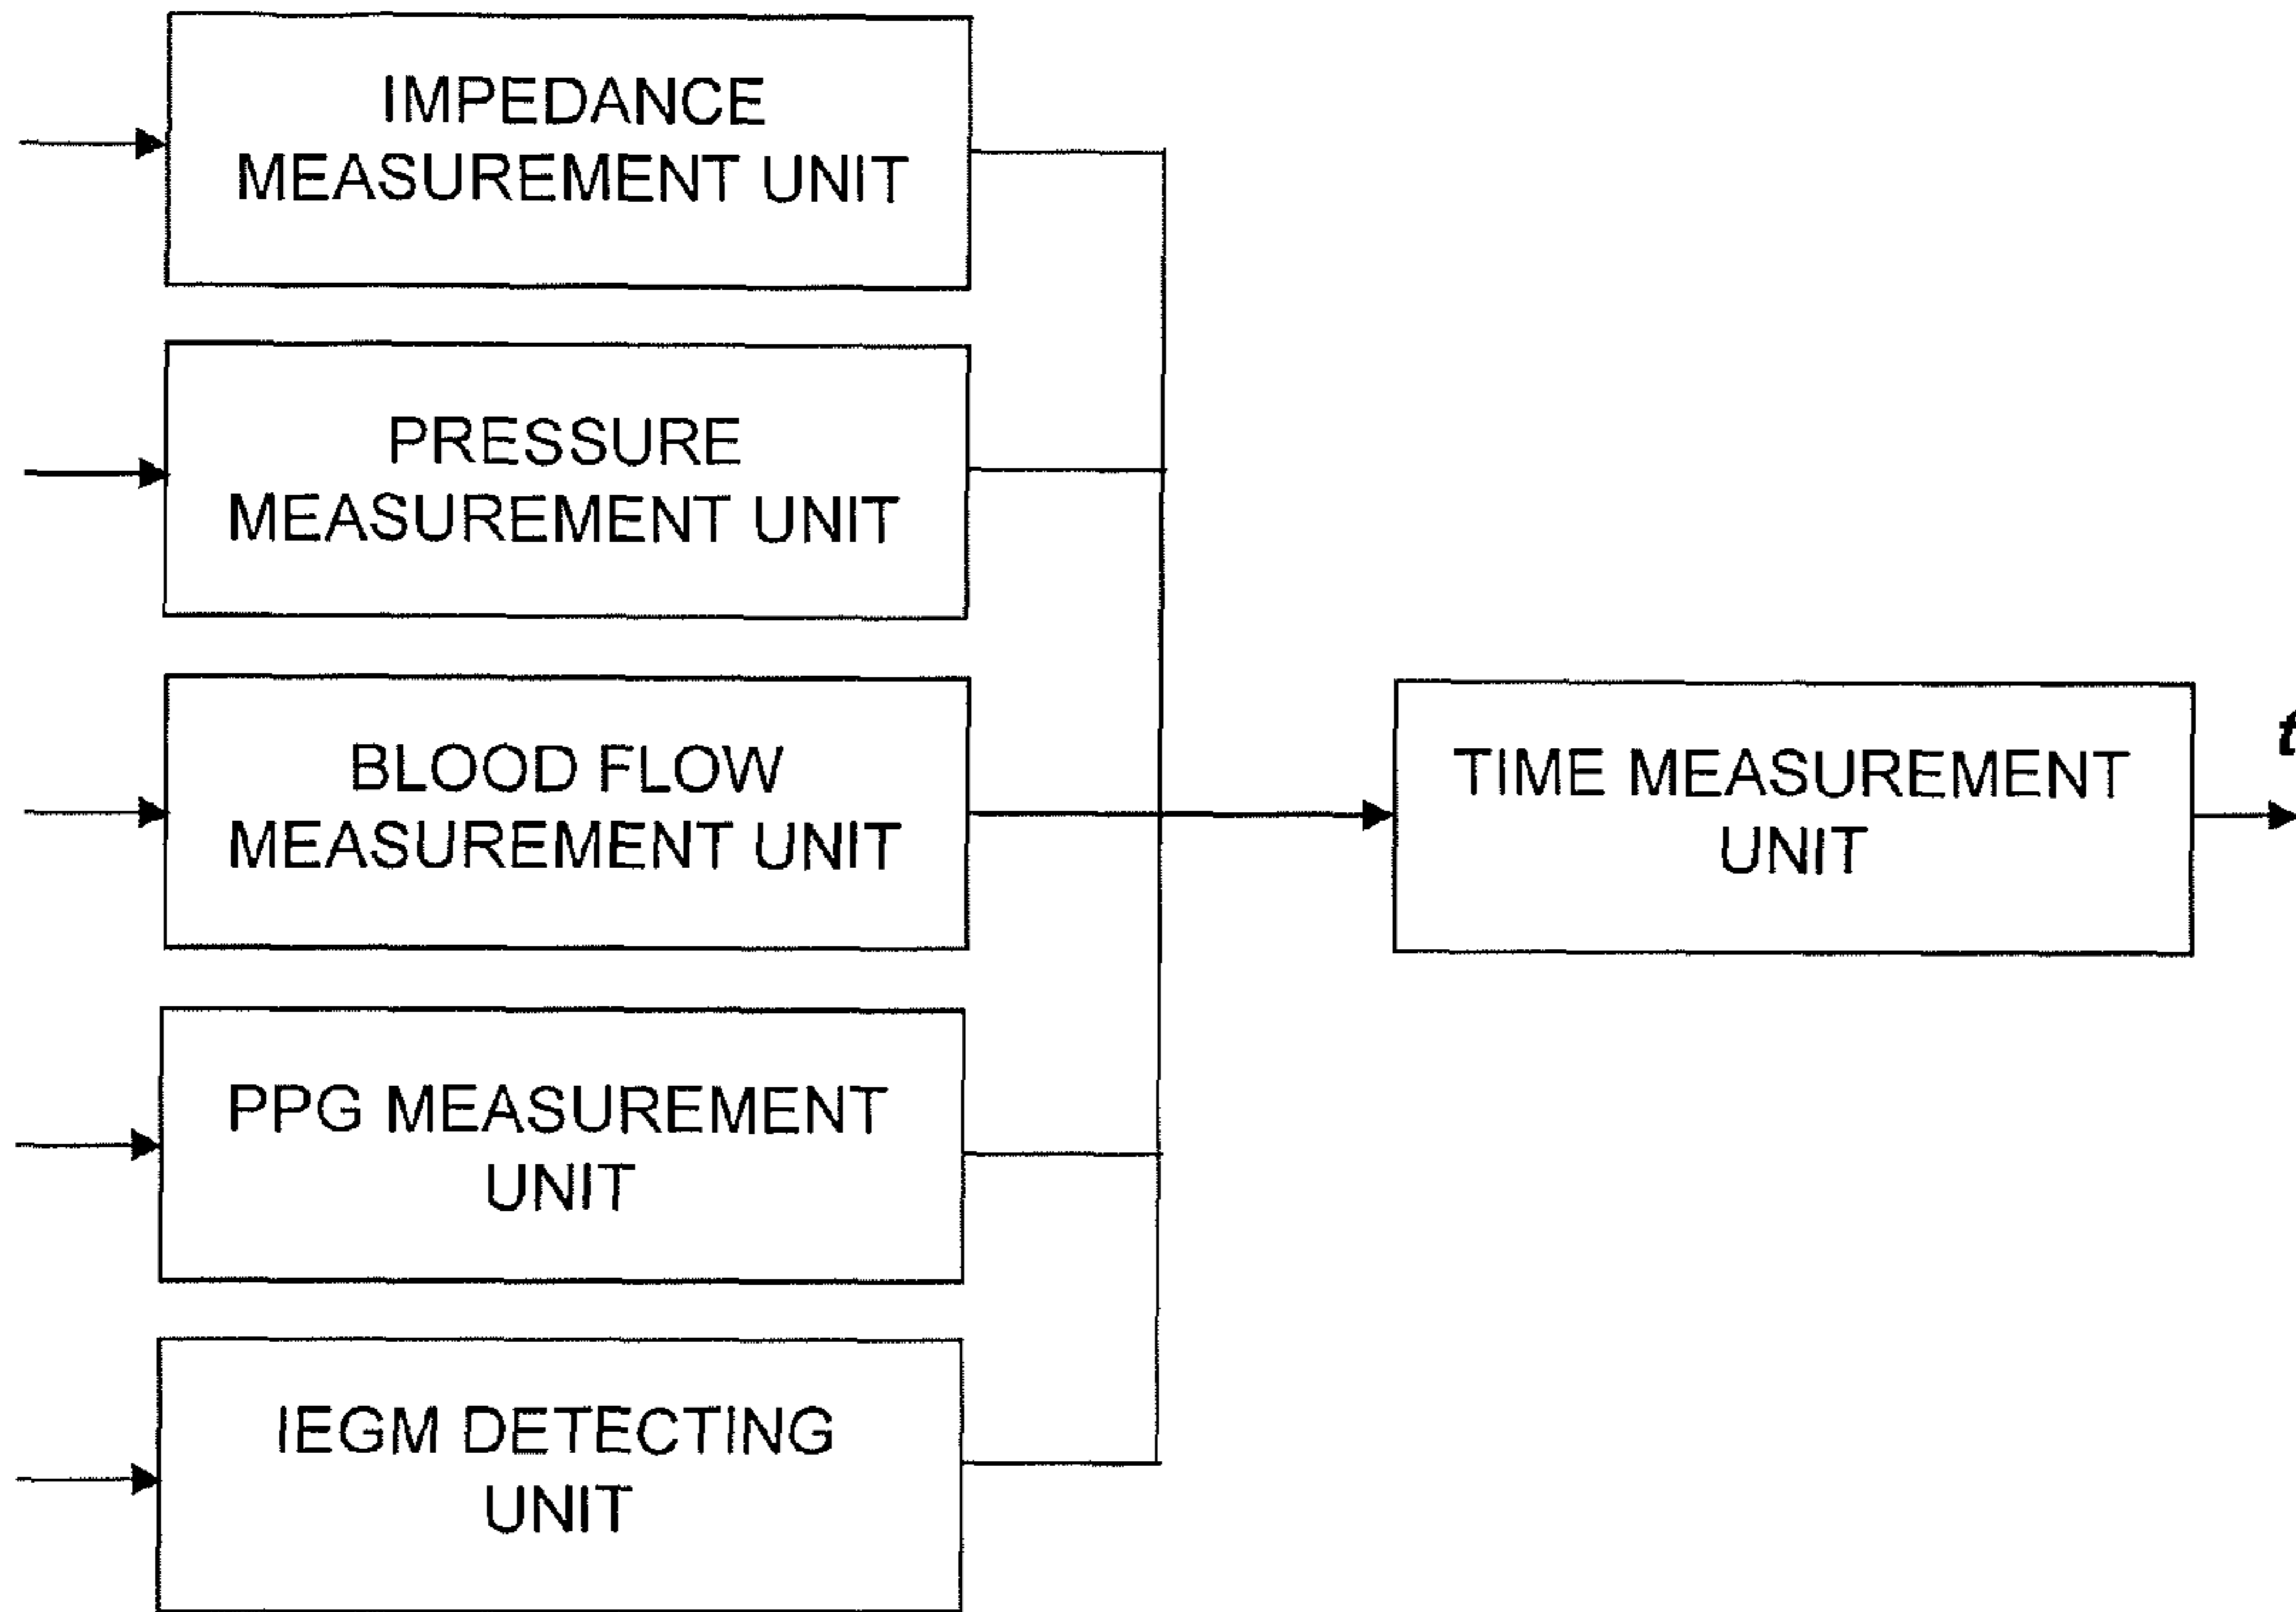 IMPEDANCE
MEASUREMENT UNIT
PRESSURE
MEASUREMENT UNIT
BLOOD FLOW
MEASUREMENT UNIT
TIME MEASUREMENT
UNIT
t
PPG MEASUREMENT
UNIT
IEGM DETECTING
UNIT